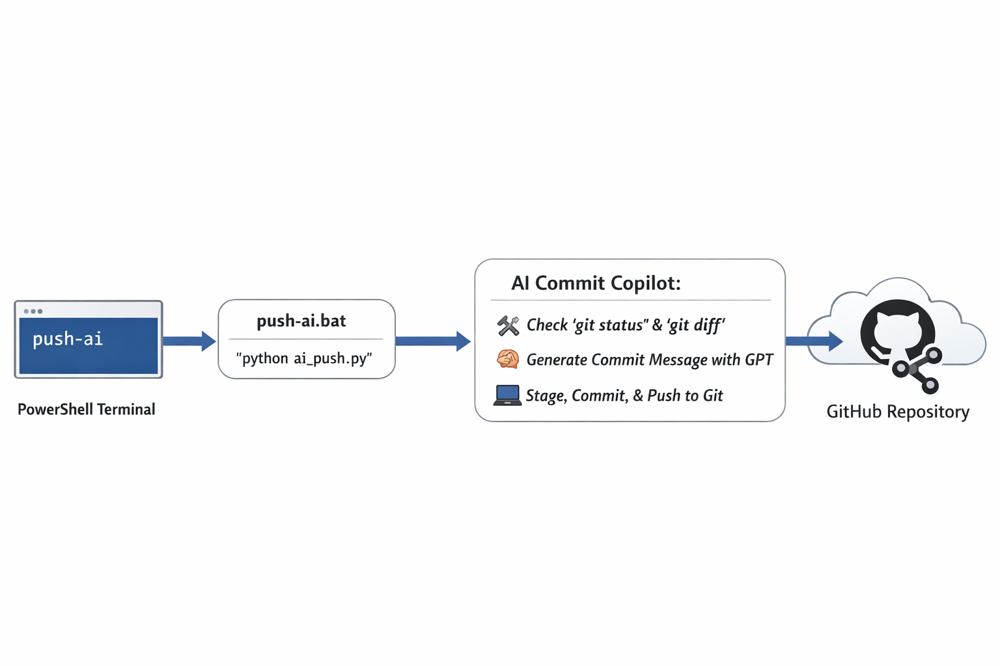 push-ai
PowerShell Terminal
push-ai.bat
"python ai_push.py"
AI Commit Copilot:
Check ‘git status" & ‘git diff’
Generate Commit Message with GPT
Stage, Commit, & Push to Git
GitHub Repository